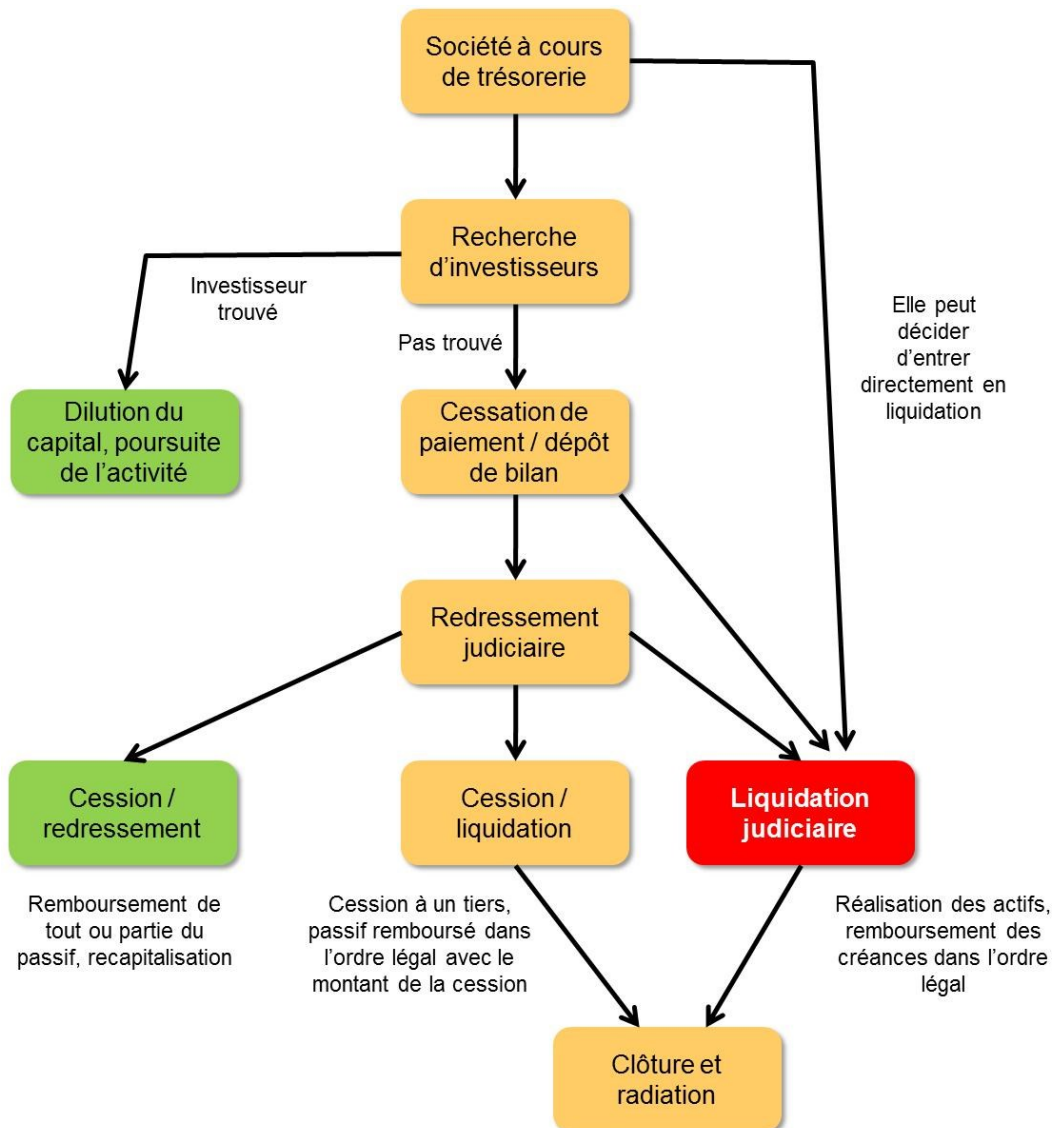 Société à cours
de trésorerie
Recherche
d’investisseurs
Investisseur
trouvé
Pas trouvé
Elle peut
décider
d’entrer
directement en
liquidation
Dilution du
capital, poursuite
de l’activité
Cessation de
paiement / dépôt
de bilan
Redressement
judiciaire
Cession /
redressement
Cession /
liquidation
Liquidation
judiciaire
Remboursement de
tout ou partie du
passif, recapitalisation
Cession à un tiers,
passif remboursé dans
l’ordre légal avec le
montant de la cession
Réalisation des actifs,
remboursement des
créances dans l’ordre
légal
Clôture et
radiation